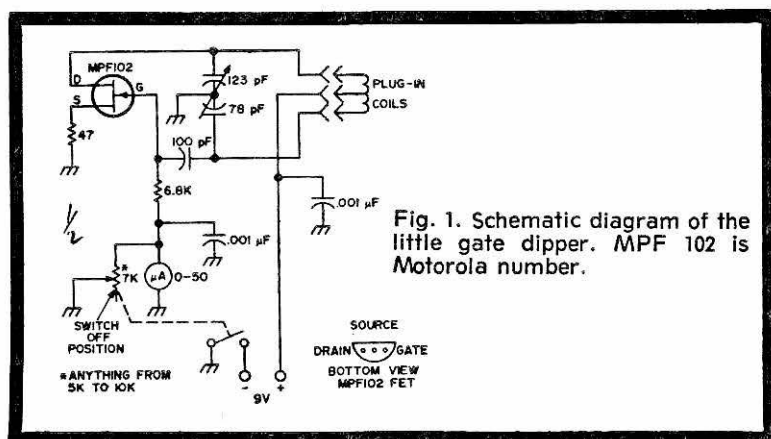 MPF102
D
G
S
47
123 pF
78 pF
PLUG-IN
COILS
100 pF
6.8K
.001 µF
.001 µF
*
7K
µA
0-50
SWITCH
OFF
POSITION
*ANYTHING FROM
5K TO 10K
- +
9V
SOURCE
DRAIN GATE
BOTTOM VIEW
MPF102 FET
Fig. 1. Schematic diagram of the
little gate dipper. MPF 102 is
Motorola number.